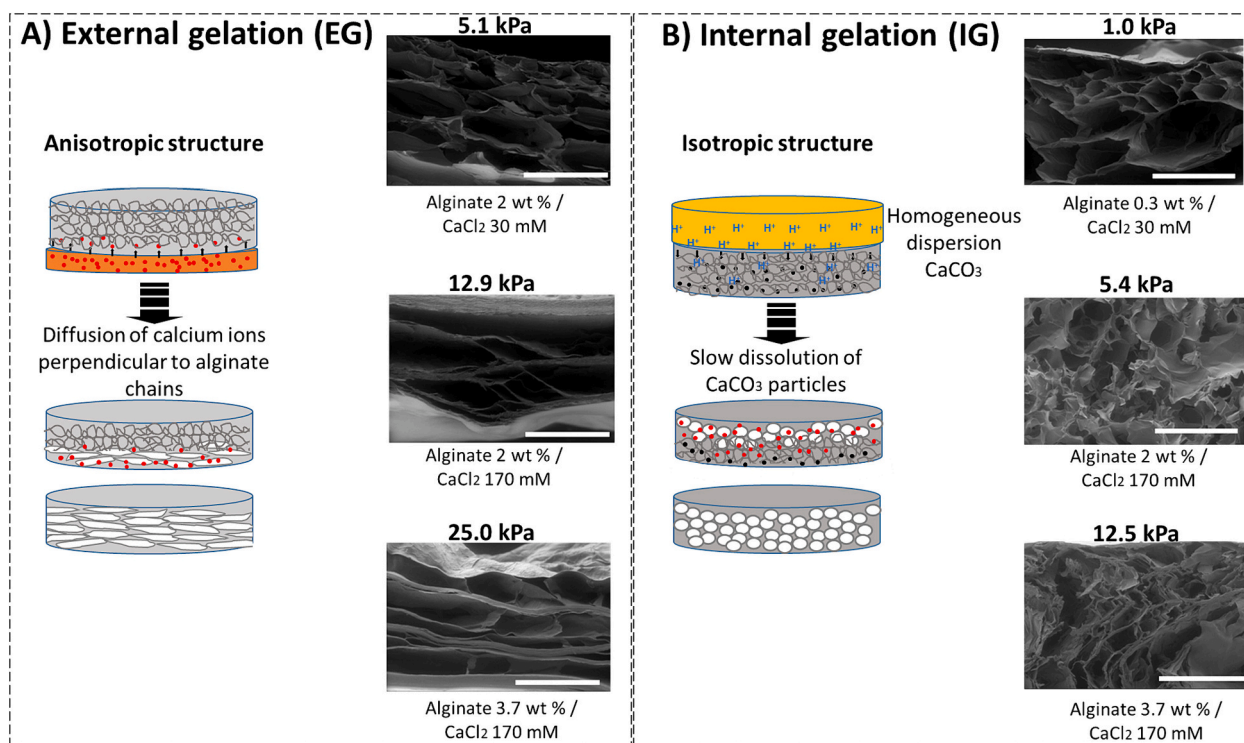 A) External gelation (EG)
5.1 kPa
Anisotropic structure
Alginate 2 wt % /
CaCl₂ 30 mM
12.9 kPa
Diffusion of calcium ions
perpendicular to alginate
chains
Alginate 2 wt % /
CaCl₂ 170 mM
25.0 kPa
Alginate 3.7 wt % /
CaCl₂ 170 mM
B) Internal gelation (IG)
1.0 kPa
Isotropic structure
Alginate 0.3 wt % /
CaCl₂ 30 mM
H⁺ H⁺ H⁺ H⁺ H⁺ H⁺ H⁺
H⁺ H⁺ H⁺ H⁺ H⁺ H⁺
H⁺ H⁺ H⁺
H⁺ H⁺
Homogeneous
dispersion
CaCO₃
5.4 kPa
Slow dissolution of
CaCO₃ particles
Alginate 2 wt % /
CaCl₂ 170 mM
12.5 kPa
Alginate 3.7 wt % /
CaCl₂ 170 mM